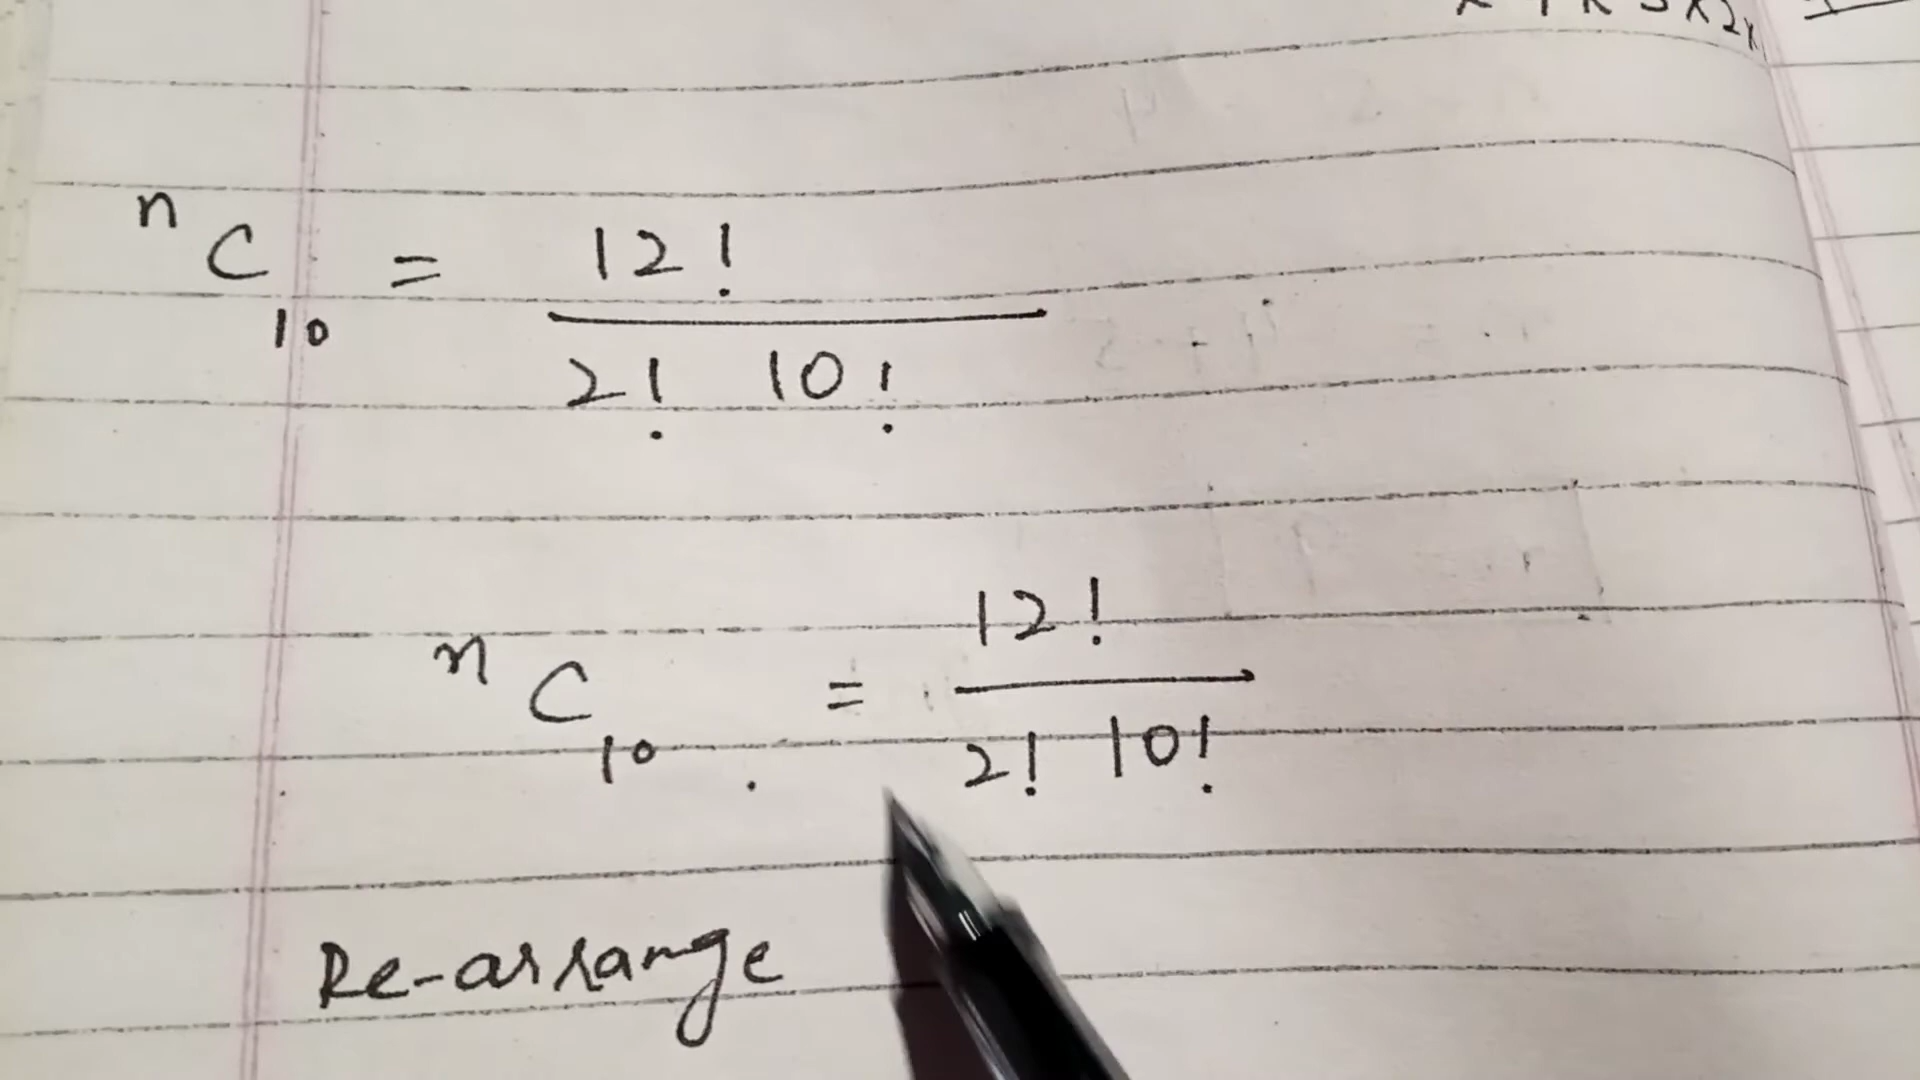 ⁿC₁₀ = 12! / 2! 10!
ⁿC₁₀ = 12! / 2! 10!
Re-arrange